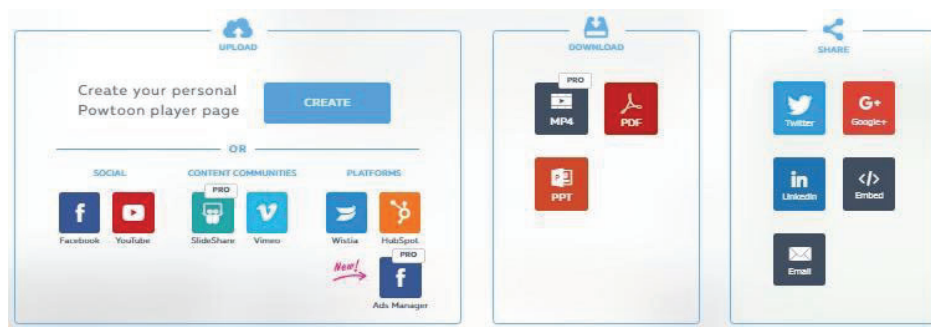 UPLOAD
Create your personal
Powtoon player page
CREATE
OR
SOCIAL
CONTENT COMMUNITIES
PLATFORMS
PRO
f
Facebook
YouTube
SlideShare
Vimeo
Wistia
HubSpot
New!
PRO
f
Ads Manager
DOWNLOAD
PRO
MP4
PDF
PPT
SHARE
Twitter
G+
Google+
in
LinkedIn
</>
Embed
Email